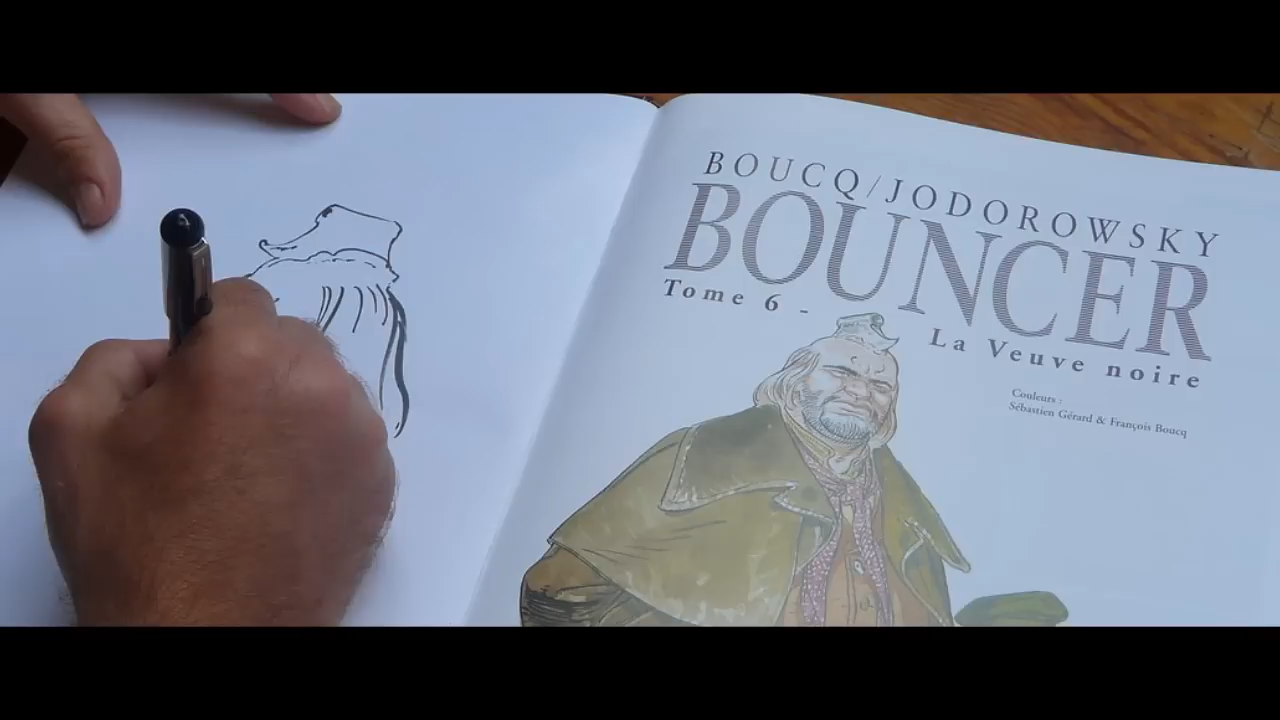 BOUCQ/JODOROWSKY
BOUNCER
Tome 6 -
La Veuve noire
Couleurs :
Sébastien Gérard & François Boucq